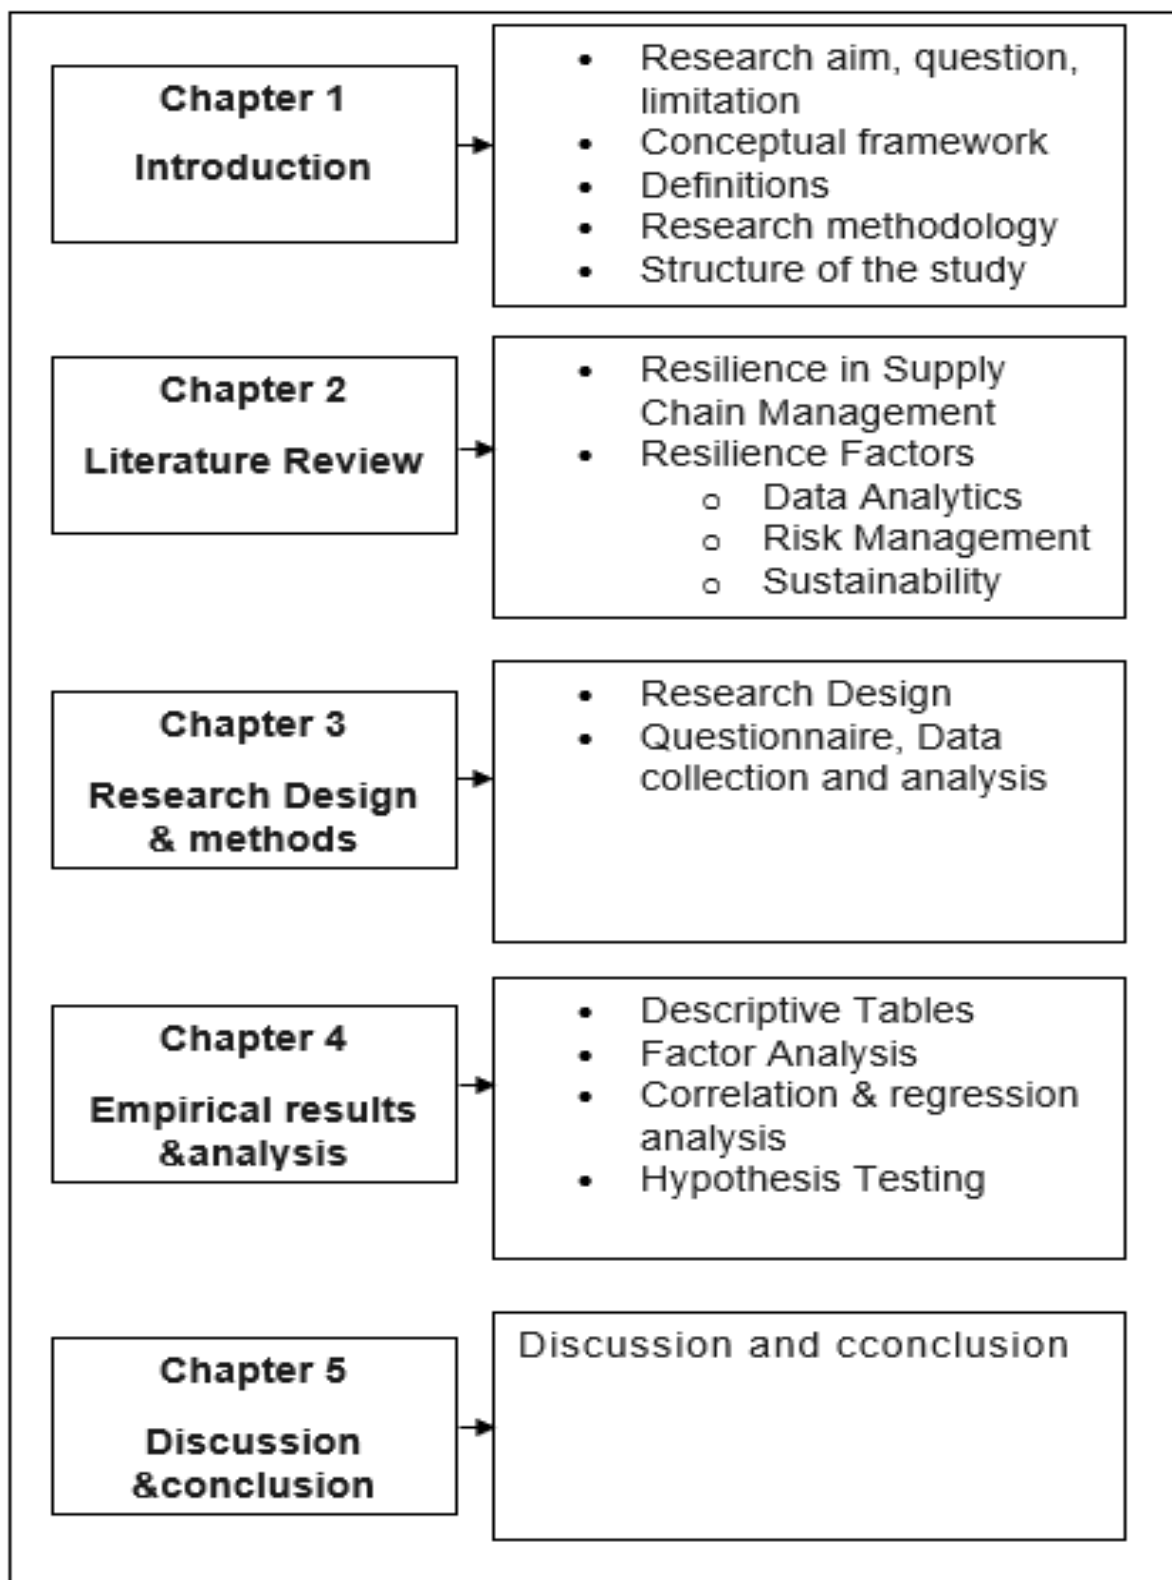 Chapter 1
Introduction
• Research aim, question,
limitation
• Conceptual framework
• Definitions
• Research methodology
• Structure of the study
Chapter 2
Literature Review
• Resilience in Supply
Chain Management
• Resilience Factors
o Data Analytics
o Risk Management
o Sustainability
Chapter 3
Research Design
& methods
• Research Design
• Questionnaire, Data
collection and analysis
Chapter 4
Empirical results
&analysis
• Descriptive Tables
• Factor Analysis
• Correlation & regression
analysis
• Hypothesis Testing
Chapter 5
Discussion
&conclusion
Discussion and cconclusion